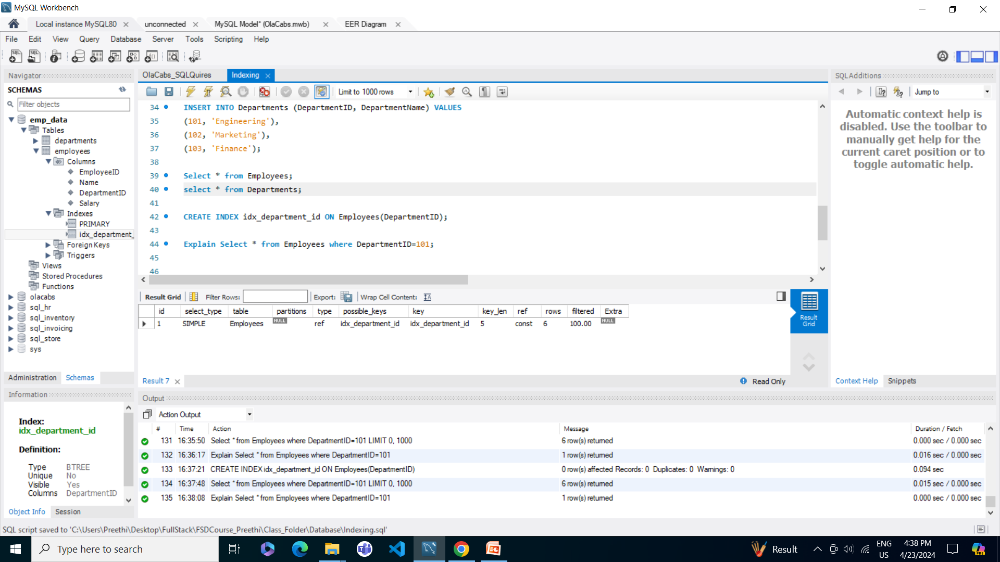 MySQL Workbench
Local instance MySQL80
unconnected
MySQL Model* (OlaCabs.mwb)
EER Diagram
File Edit View Query Database Server Tools Scripting Help
Navigator
SCHEMAS
Filter objects
emp_data
Tables
departments
employees
Columns
EmployeeID
Name
DepartmentID
Salary
Indexes
PRIMARY
idx_department_
Foreign Keys
Triggers
Views
Stored Procedures
Functions
olacabs
sql_hr
sql_inventory
sql_invoicing
sql_store
sys
Administration Schemas
Information
Index:
idx_department_id
Definition:
Type BTREE
Unique No
Visible Yes
Columns DepartmentID
Object Info Session
OlaCabs_SQLQuires
Indexing
Limit to 1000 rows
34 INSERT INTO Departments (DepartmentID, DepartmentName) VALUES
35 (101, 'Engineering'),
36 (102, 'Marketing'),
37 (103, 'Finance');
38
39 Select * from Employees;
40 select * from Departments;
41
42 CREATE INDEX idx_department_id ON Employees(DepartmentID);
43
44 Explain Select * from Employees where DepartmentID=101;
45
46
Result Grid Filter Rows: Export: Wrap Cell Content:
id select_type table partitions type possible_keys key key_len ref rows filtered Extra
1 SIMPLE Employees NULL ref idx_department_id idx_department_id 5 const 6 100.00 NULL
Result
Grid
Result 7
Read Only
SQLAdditions
Jump to
Automatic context help is
disabled. Use the toolbar to
manually get help for the
current caret position or to
toggle automatic help.
Context Help Snippets
Output
Action Output
# Time Action Message Duration / Fetch
131 16:35:50 Select * from Employees where DepartmentID=101 LIMIT 0, 1000 6 row(s) returned 0.000 sec / 0.000 sec
132 16:36:17 Explain Select * from Employees where DepartmentID=101 1 row(s) returned 0.016 sec / 0.000 sec
133 16:37:21 CREATE INDEX idx_department_id ON Employees(DepartmentID) 0 row(s) affected Records: 0 Duplicates: 0 Warnings: 0 0.094 sec
134 16:37:48 Select * from Employees where DepartmentID=101 LIMIT 0, 1000 6 row(s) returned 0.015 sec / 0.000 sec
135 16:38:08 Explain Select * from Employees where DepartmentID=101 1 row(s) returned 0.000 sec / 0.000 sec
SQL script saved to 'C:\Users\Preethi\Desktop\FullStack\FSDCourse_Preethi\Class_Folder\Database\Indexing.sql'
Type here to search
Result
ENG
US
4:38 PM
4/23/2024
PRE